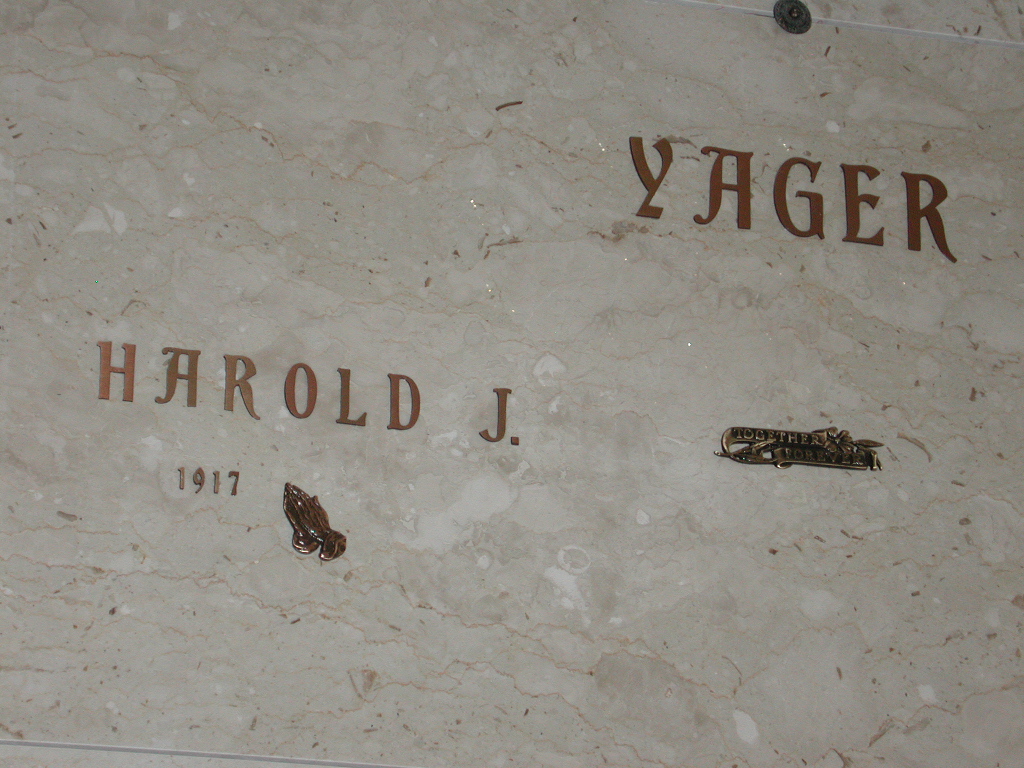 YAGER
HAROLD J.
1917
TOGETHER
FOREVER